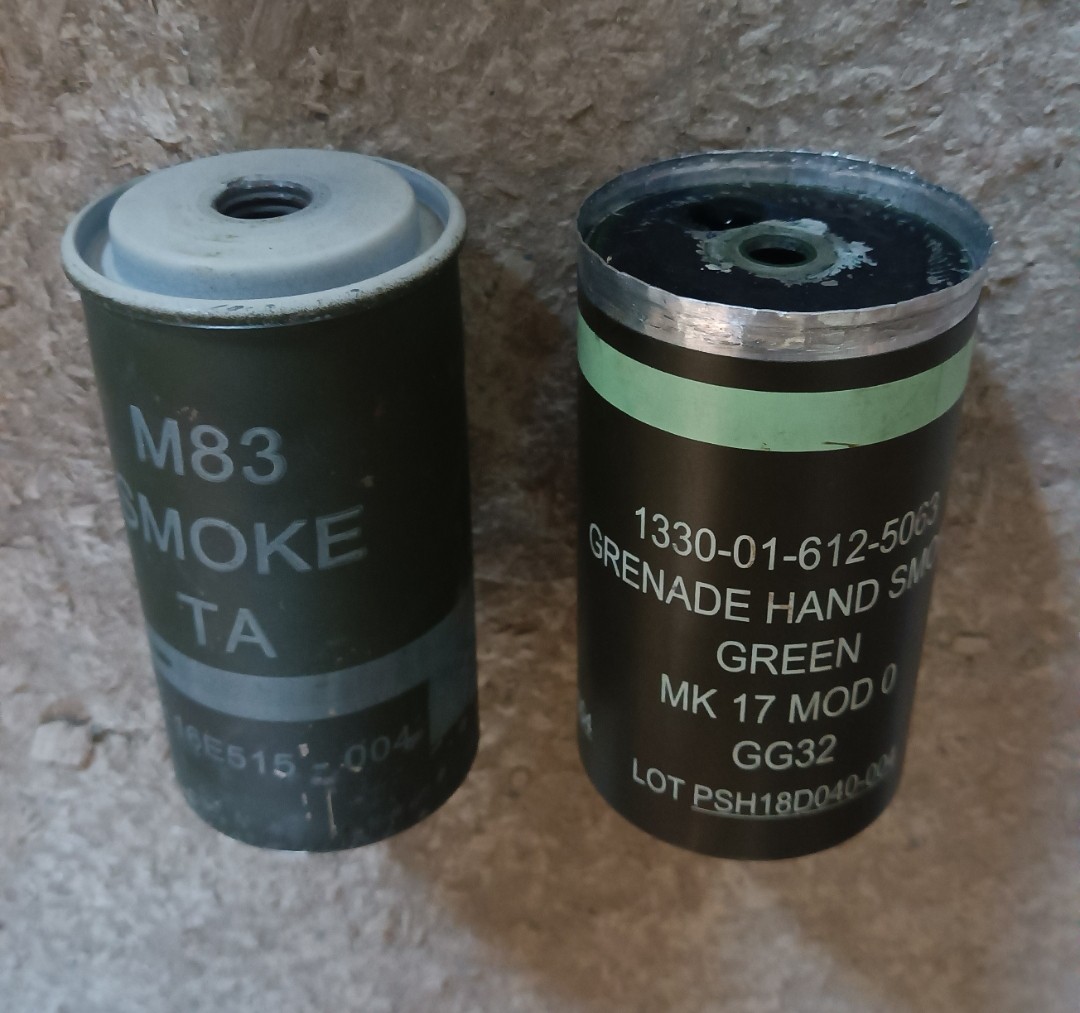 M83
SMOKE
TA
16E515 - 004
1330-01-612-5063
GRENADE HAND SMO
GREEN
MK 17 MOD 0
GG32
LOT PSH18D040-004